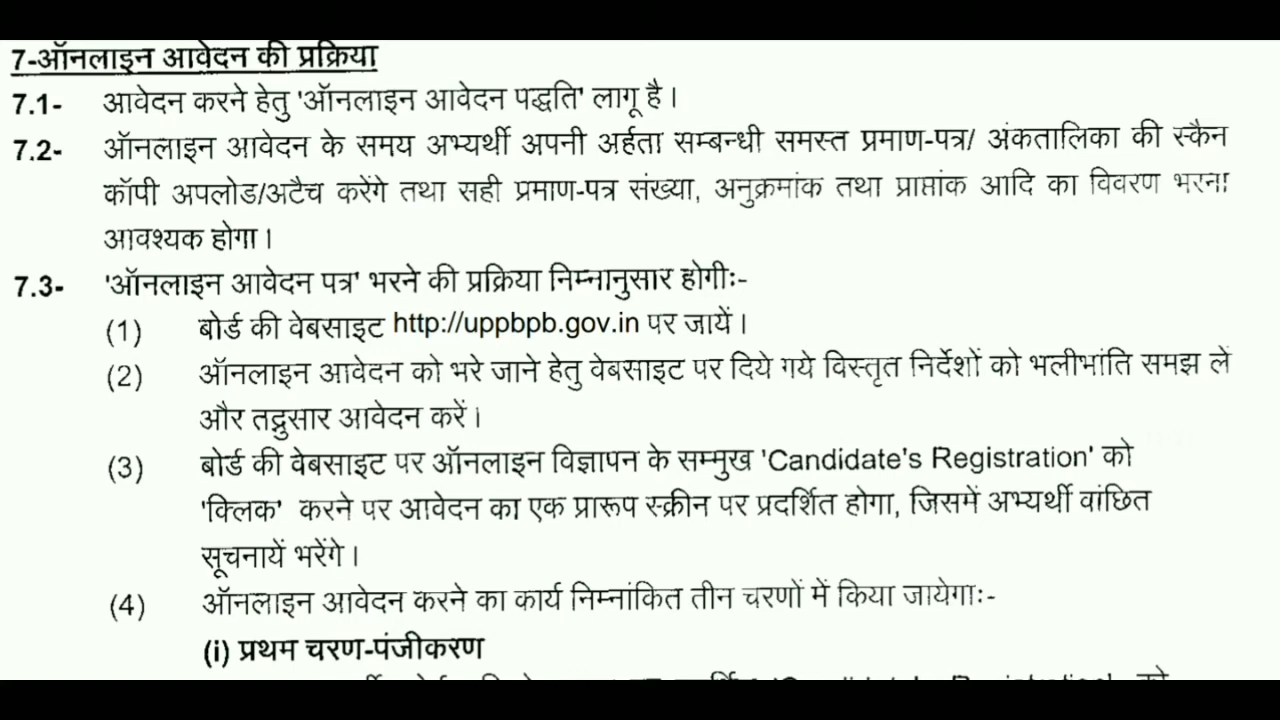 7-ऑनलाइन आवेदन की प्रक्रिया
7.1- आवेदन करने हेतु 'ऑनलाइन आवेदन पद्धति' लागू है।
7.2- ऑनलाइन आवेदन के समय अभ्यर्थी अपनी अर्हता सम्बन्धी समस्त प्रमाण-पत्र/ अंकतालिका की स्कैन
कॉपी अपलोड/अटैच करेंगे तथा सही प्रमाण-पत्र संख्या, अनुक्रमांक तथा प्राप्तांक आदि का विवरण भरना
आवश्यक होगा।
7.3- 'ऑनलाइन आवेदन पत्र' भरने की प्रक्रिया निम्नानुसार होगीः-
(1) बोर्ड की वेबसाइट http://uppbpb.gov.in पर जायें।
(2) ऑनलाइन आवेदन को भरे जाने हेतु वेबसाइट पर दिये गये विस्तृत निर्देशों को भलीभांति समझ लें
और तद्नुसार आवेदन करें।
(3) बोर्ड की वेबसाइट पर ऑनलाइन विज्ञापन के सम्मुख 'Candidate's Registration' को
'क्लिक' करने पर आवेदन का एक प्रारूप स्क्रीन पर प्रदर्शित होगा, जिसमें अभ्यर्थी वांछित
सूचनायें भरेंगे।
(4) ऑनलाइन आवेदन करने का कार्य निम्नांकित तीन चरणों में किया जायेगाः-
(i) प्रथम चरण-पंजीकरण